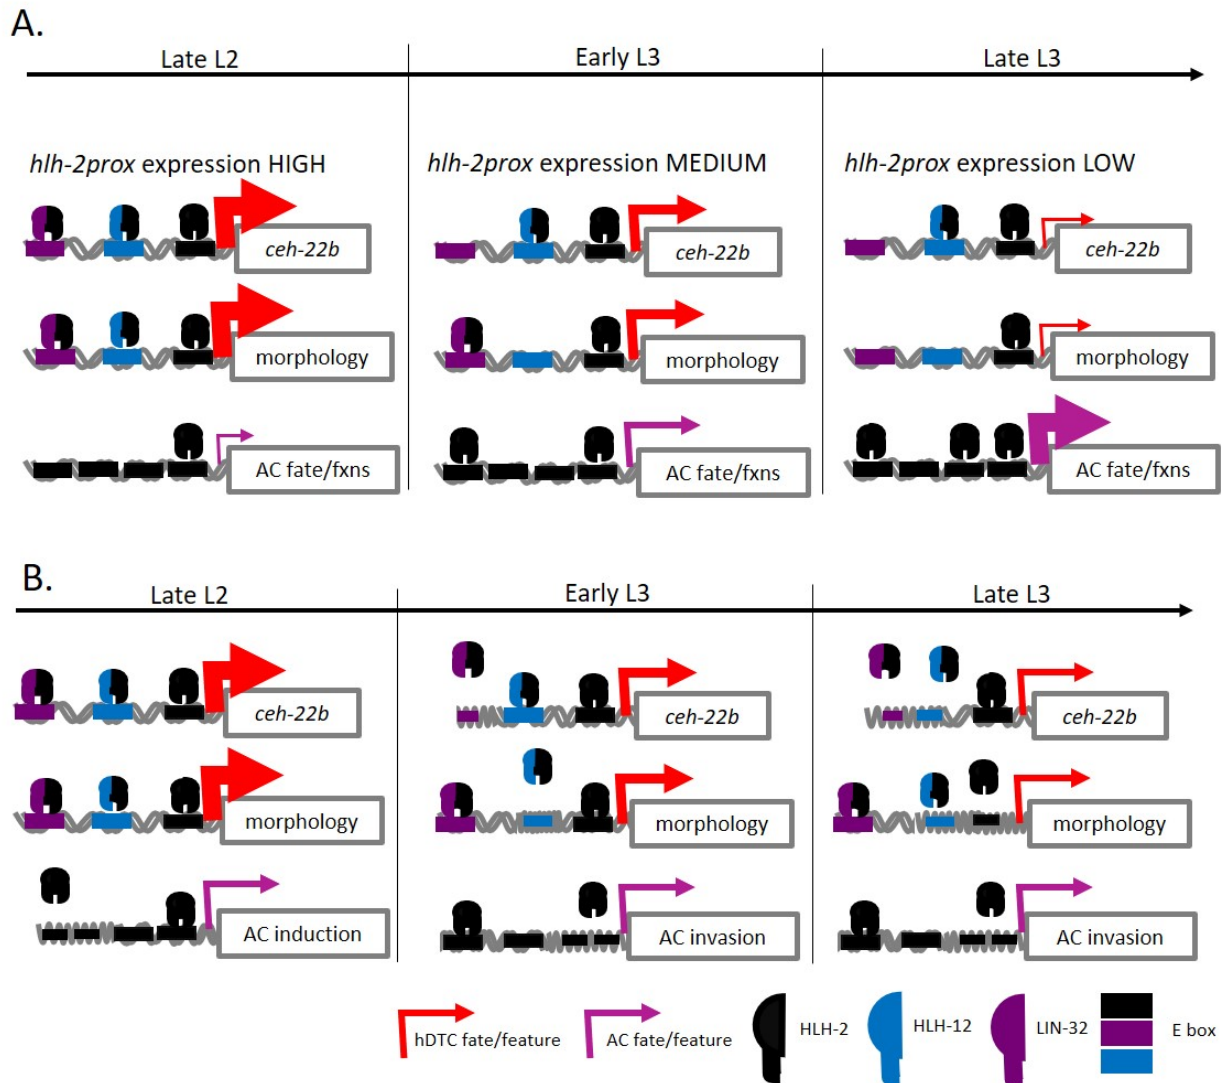 A.
Late L2
Early L3
Late L3
hlh-2prox expression HIGH
hlh-2prox expression MEDIUM
hlh-2prox expression LOW
ceh-22b
ceh-22b
ceh-22b
morphology
morphology
morphology
AC fate/fxns
AC fate/fxns
AC fate/fxns
B.
Late L2
Early L3
Late L3
ceh-22b
ceh-22b
ceh-22b
morphology
morphology
morphology
AC induction
AC invasion
AC invasion
hDTC fate/feature
AC fate/feature
HLH-2
HLH-12
LIN-32
E box